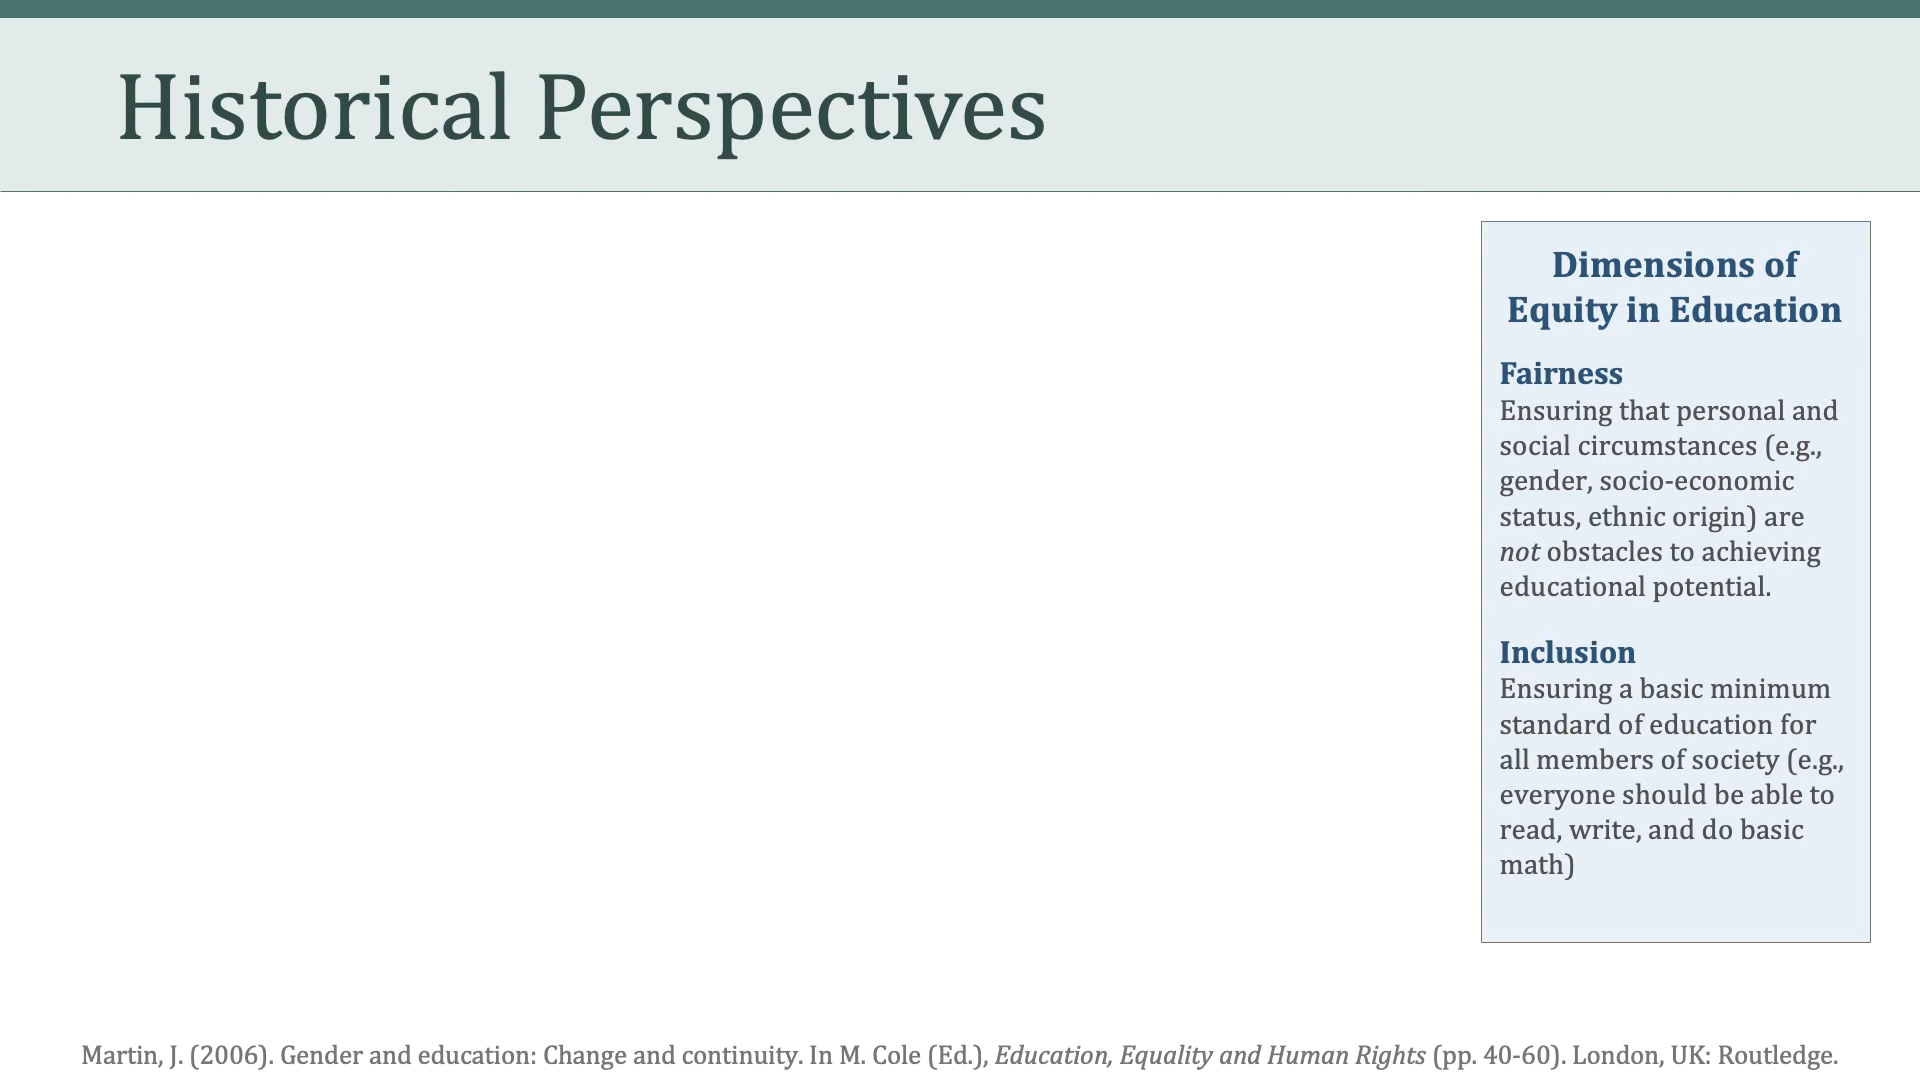 Historical Perspectives
Dimensions of
Equity in Education
Fairness
Ensuring that personal and
social circumstances (e.g.,
gender, socio-economic
status, ethnic origin) are
not obstacles to achieving
educational potential.
Inclusion
Ensuring a basic minimum
standard of education for
all members of society (e.g.,
everyone should be able to
read, write, and do basic
math)
Martin, J. (2006). Gender and education: Change and continuity. In M. Cole (Ed.), Education, Equality and Human Rights (pp. 40-60). London, UK: Routledge.